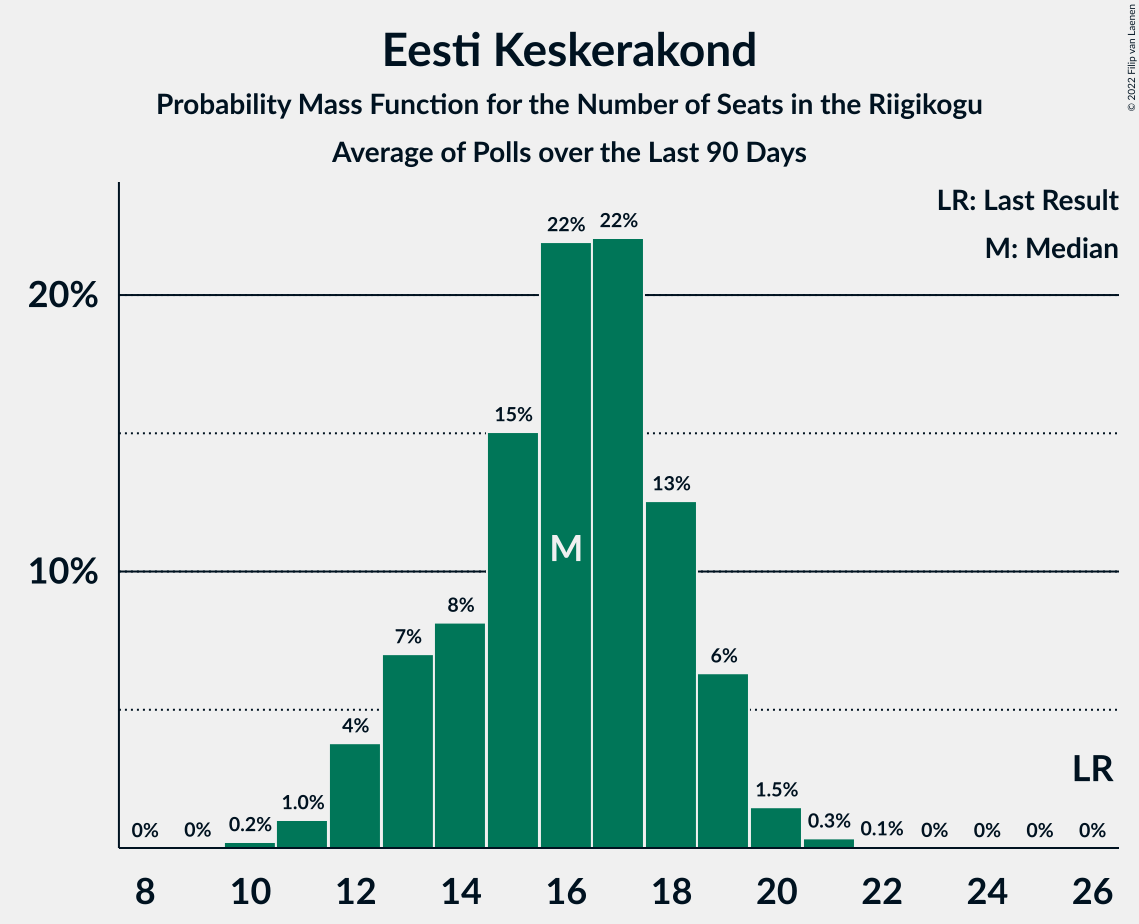 Eesti Keskerakond
Probability Mass Function for the Number of Seats in the Riigikogu
Average of Polls over the Last 90 Days
© 2022 Filip van Laenen
LR: Last Result
M: Median
20%
10%
0%
0%
0.2%
1.0%
4%
7%
8%
15%
22%
22%
13%
6%
1.5%
0.3%
0.1%
0%
0%
0%
0%
M
LR
8 10 12 14 16 18 20 22 24 26